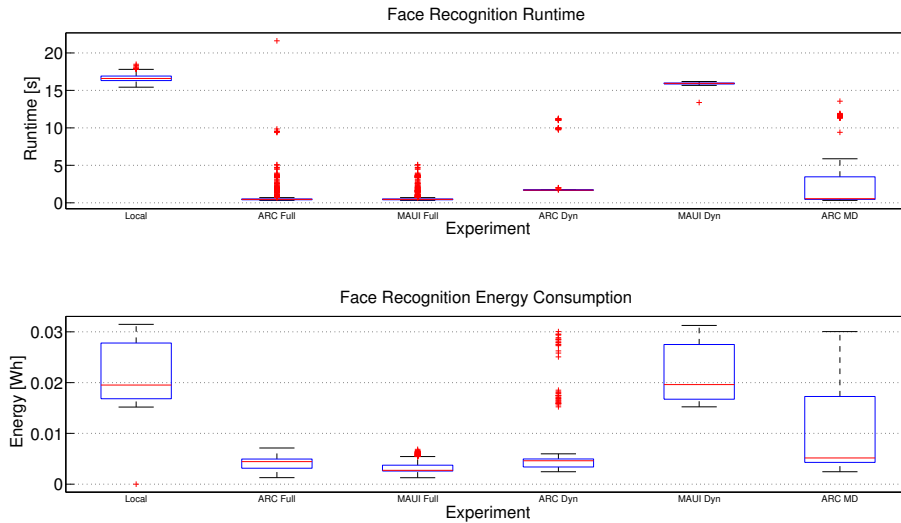 Face Recognition Runtime
Runtime [s]
20
15
10
5
0
Local ARC Full MAUI Full ARC Dyn MAUI Dyn ARC MD
Experiment
Face Recognition Energy Consumption
Energy [Wh]
0.03
0.02
0.01
0
Local ARC Full MAUI Full ARC Dyn MAUI Dyn ARC MD
Experiment